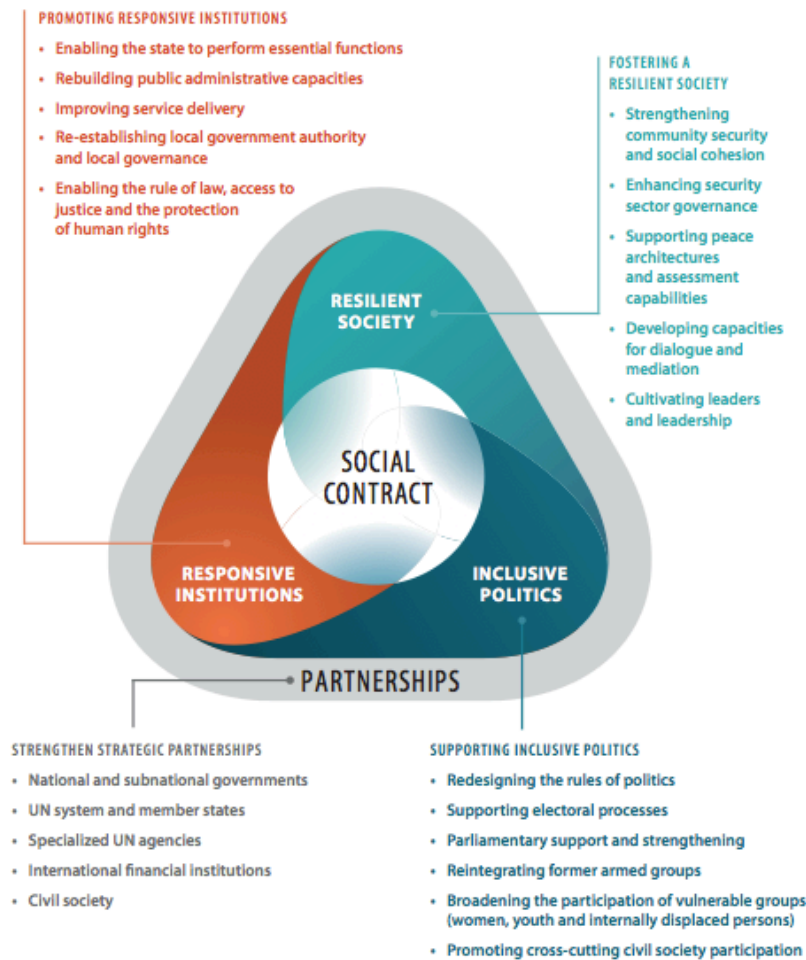 PROMOTING RESPONSIVE INSTITUTIONS
• Enabling the state to perform essential functions
• Rebuilding public administrative capacities
• Improving service delivery
• Re-establishing local government authority
and local governance
• Enabling the rule of law, access to
justice and the protection
of human rights
FOSTERING A
RESILIENT SOCIETY
• Strengthening
community security
and social cohesion
• Enhancing security
sector governance
• Supporting peace
architectures
and assessment
capabilities
• Developing capacities
for dialogue and
mediation
• Cultivating leaders
and leadership
RESILIENT
SOCIETY
SOCIAL
CONTRACT
RESPONSIVE
INSTITUTIONS
INCLUSIVE
POLITICS
PARTNERSHIPS
STRENGTHEN STRATEGIC PARTNERSHIPS
• National and subnational governments
• UN system and member states
• Specialized UN agencies
• International financial institutions
• Civil society
SUPPORTING INCLUSIVE POLITICS
• Redesigning the rules of politics
• Supporting electoral processes
• Parliamentary support and strengthening
• Reintegrating former armed groups
• Broadening the participation of vulnerable groups
(women, youth and internally displaced persons)
• Promoting cross-cutting civil society participation